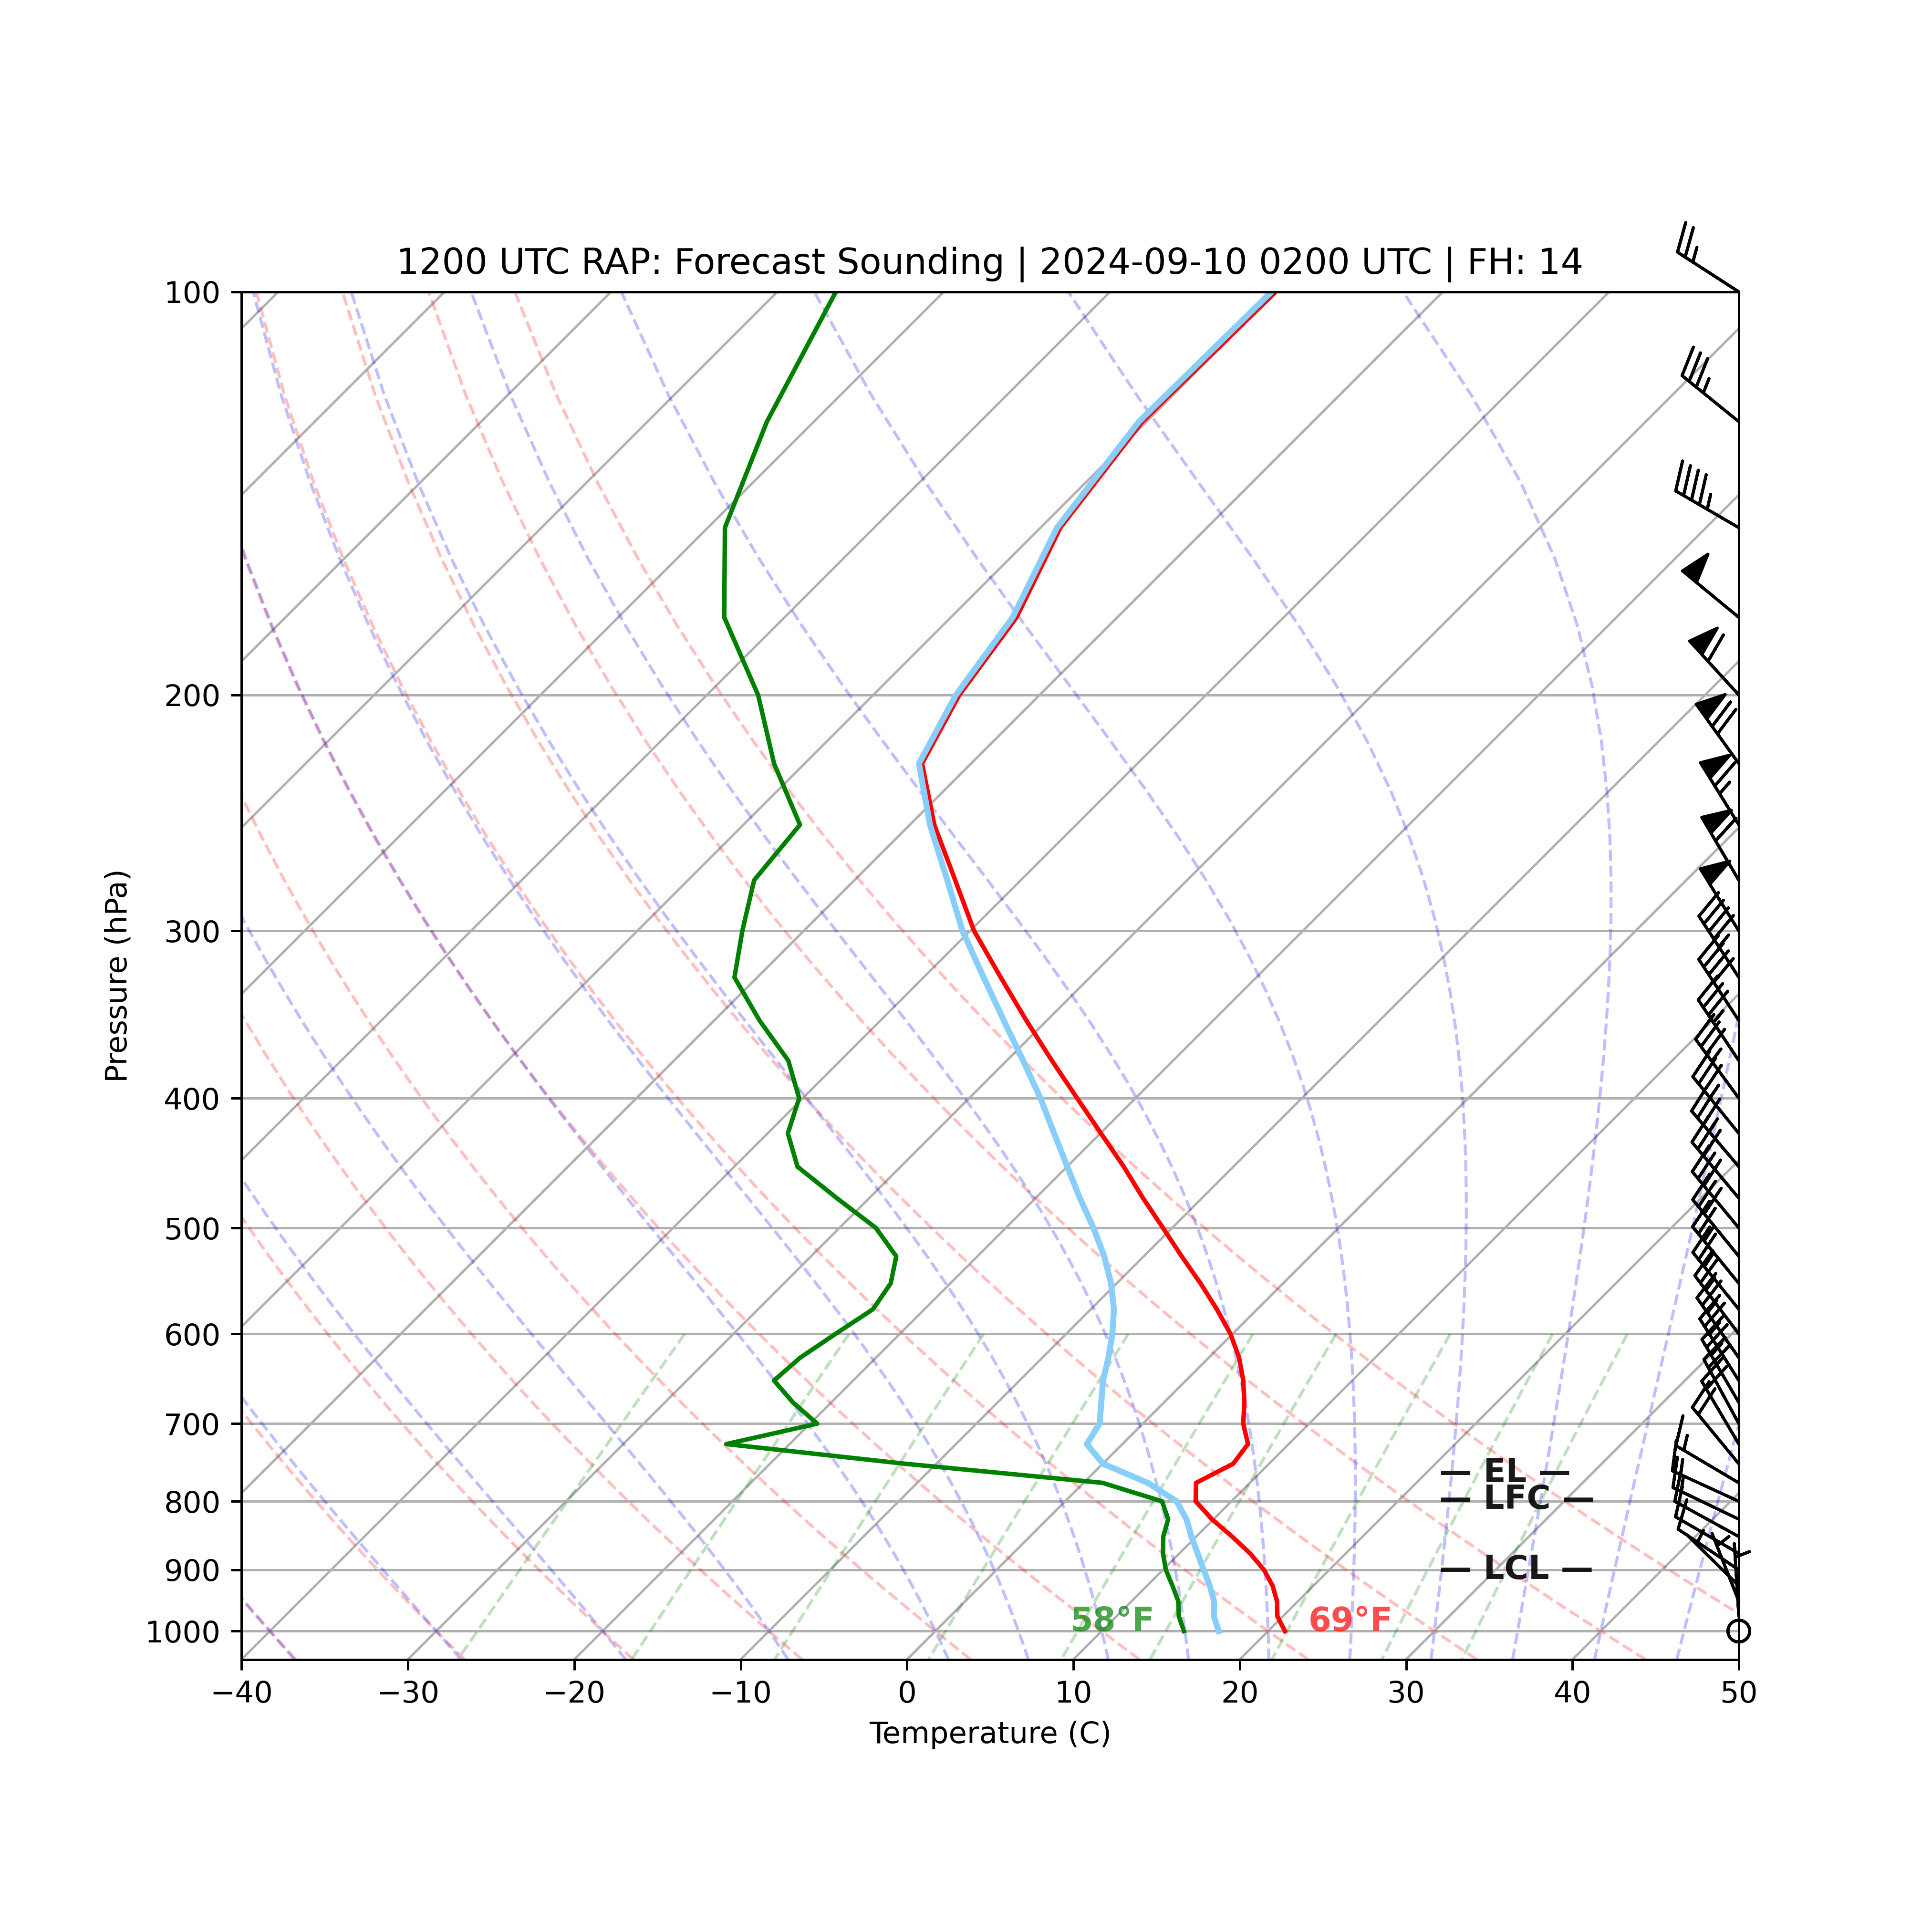 1200 UTC RAP: Forecast Sounding | 2024-09-10 0200 UTC | FH: 14
100
200
300
400
500
600
700
800
900
1000
Pressure (hPa)
— EL —
— LFC —
— LCL —
58°F
69°F
−40 −30 −20 −10 0 10 20 30 40 50
Temperature (C)